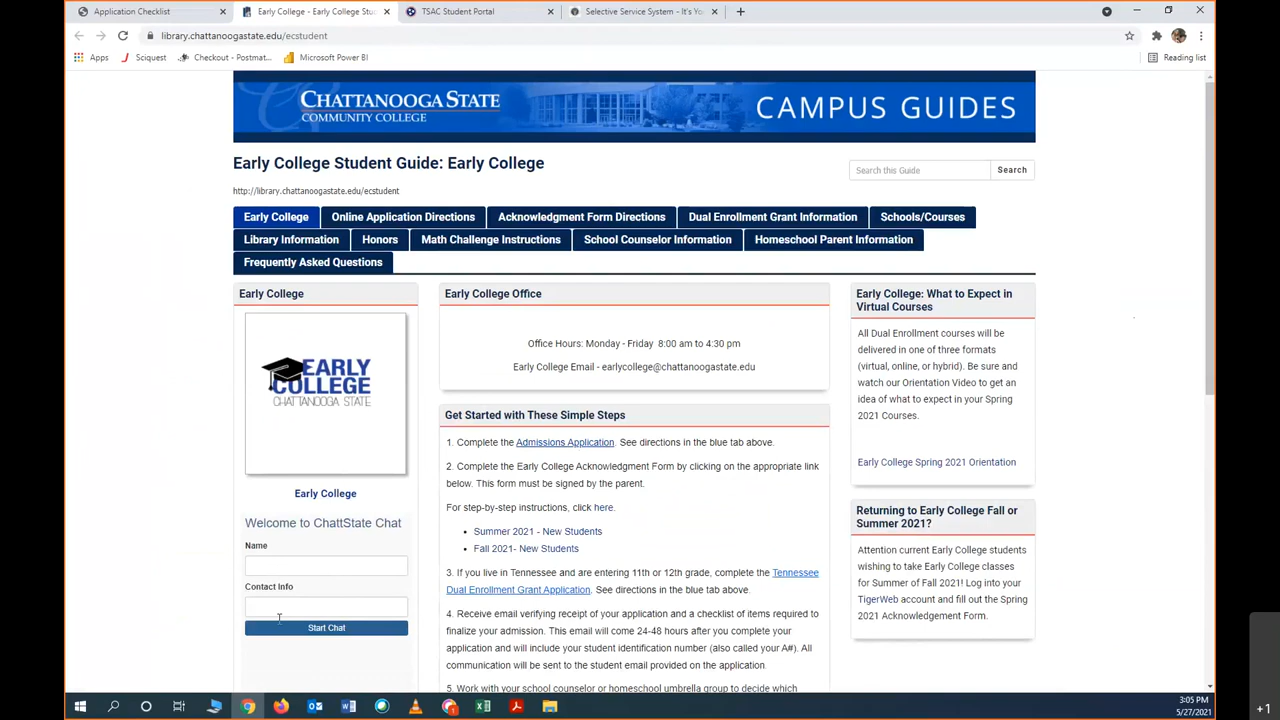 Application Checklist
Early College - Early College Stu
TSAC Student Portal
Selective Service System - It's Yo
library.chattanoogastate.edu/ecstudent
Apps
Sciquest
Checkout - Postmat...
Microsoft Power BI
Reading list
CHATTANOOGA STATE
COMMUNITY COLLEGE
CAMPUS GUIDES
Early College Student Guide: Early College
Search this Guide
Search
http://library.chattanoogastate.edu/ecstudent
Early College
Online Application Directions
Acknowledgment Form Directions
Dual Enrollment Grant Information
Schools/Courses
Library Information
Honors
Math Challenge Instructions
School Counselor Information
Homeschool Parent Information
Frequently Asked Questions
Early College
EARLY
COLLEGE
CHATTANOOGA STATE
Early College
Welcome to ChattState Chat
Name
Contact Info
Start Chat
Early College Office
Office Hours: Monday - Friday 8:00 am to 4:30 pm
Early College Email - earlycollege@chattanoogastate.edu
Get Started with These Simple Steps
1. Complete the Admissions Application. See directions in the blue tab above.
2. Complete the Early College Acknowledgment Form by clicking on the appropriate link
below. This form must be signed by the parent.
For step-by-step instructions, click here.
Summer 2021 - New Students
Fall 2021- New Students
3. If you live in Tennessee and are entering 11th or 12th grade, complete the Tennessee
Dual Enrollment Grant Application. See directions in the blue tab above.
4. Receive email verifying receipt of your application and a checklist of items required to
finalize your admission. This email will come 24-48 hours after you complete your
application and will include your student identification number (also called your A#). All
communication will be sent to the student email provided on the application.
5. Work with your school counselor or homeschool umbrella group to decide which
Early College: What to Expect in
Virtual Courses
All Dual Enrollment courses will be
delivered in one of three formats
(virtual, online, or hybrid). Be sure and
watch our Orientation Video to get an
idea of what to expect in your Spring
2021 Courses.
Early College Spring 2021 Orientation
Returning to Early College Fall or
Summer 2021?
Attention current Early College students
wishing to take Early College classes
for Summer of Fall 2021! Log into your
TigerWeb account and fill out the Spring
2021 Acknowledgement Form.
3:05 PM
5/27/2021
+1